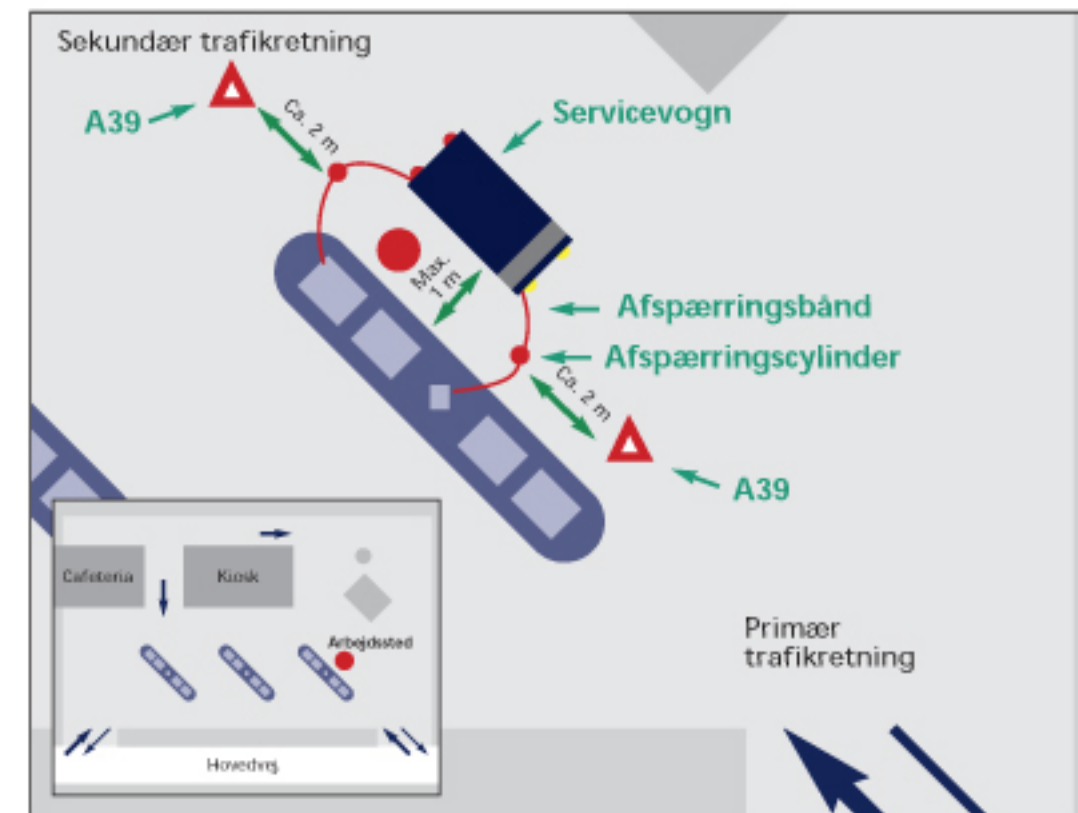 Sekundær trafikretning
A39
Ca. 2 m
Servicevogn
Max.
1 m
Afspærringsbånd
Afspærringscylinder
Ca. 2 m
A39
Cafeteria
Kiosk
Arbejdssted
Hovedvej
Primær
trafikretning